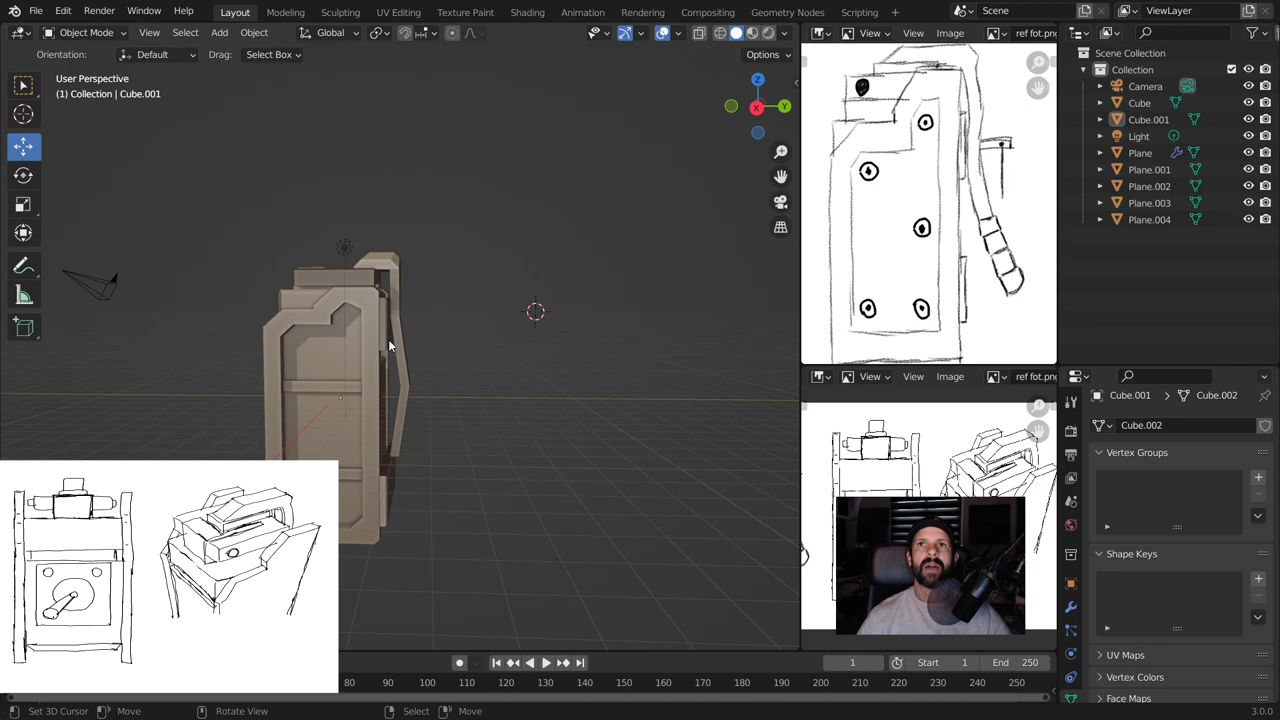 File Edit Render Window Help Layout Modeling Sculpting UV Editing Texture Paint Shading Animation Rendering Compositing Geometry Nodes Scripting Scene ViewLayer
Object Mode View Select Add Object Global View Image ref fot.png
Orientation: Default Drag: Select Box Options
User Perspective
(1) Collection | Cube.001
Z
Y
X
Scene Collection
Collection
Camera
Cube
Cube.001
Light
Plane
Plane.001
Plane.002
Plane.003
Plane.004
View View Image ref fot.png
Cube.001 > Cube.002
Cube.002
Vertex Groups
Shape Keys
UV Maps
Vertex Colors
Face Maps
1 Start 1 End 250
80 90 100 110 120 130 140 150 160 170 180 190 200 210 220 230 240 250
Set 3D Cursor Move Rotate View Select Move 3.0.0